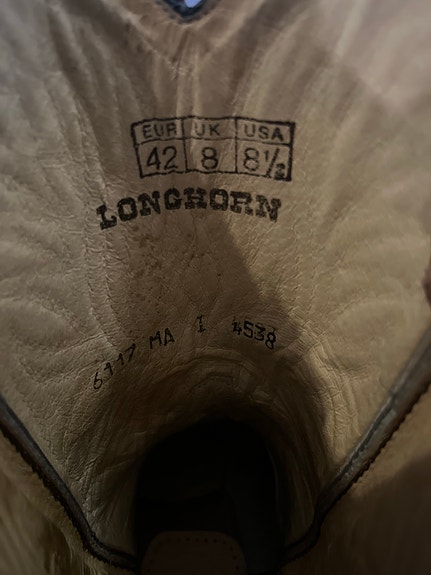 EUR UK USA
42 8 8½
LONGHORN
6117 MA I 4538